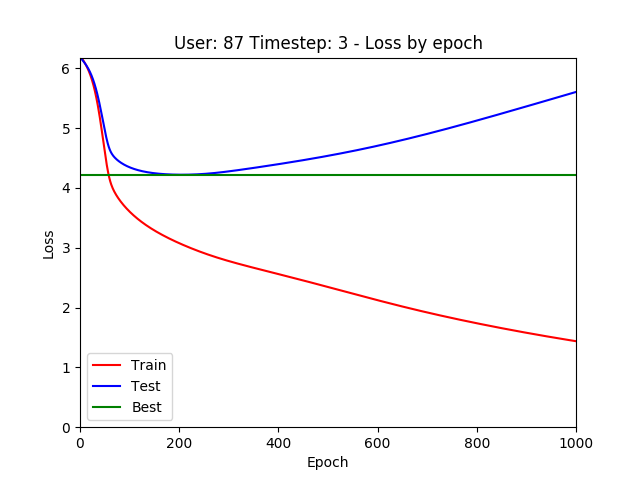 User: 87 Timestep: 3 - Loss by epoch
6
5
4
3
2
1
0
Loss
Train
Test
Best
0 200 400 600 800 1000
Epoch